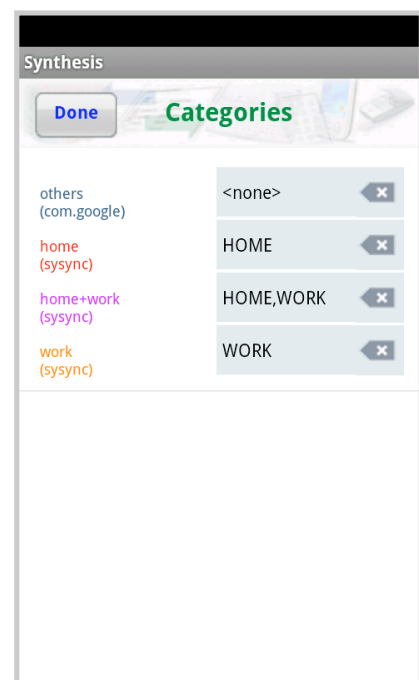 Synthesis
Done Categories
others <none>
(com.google)
home HOME
(sysync)
home+work HOME,WORK
(sysync)
work WORK
(sysync)